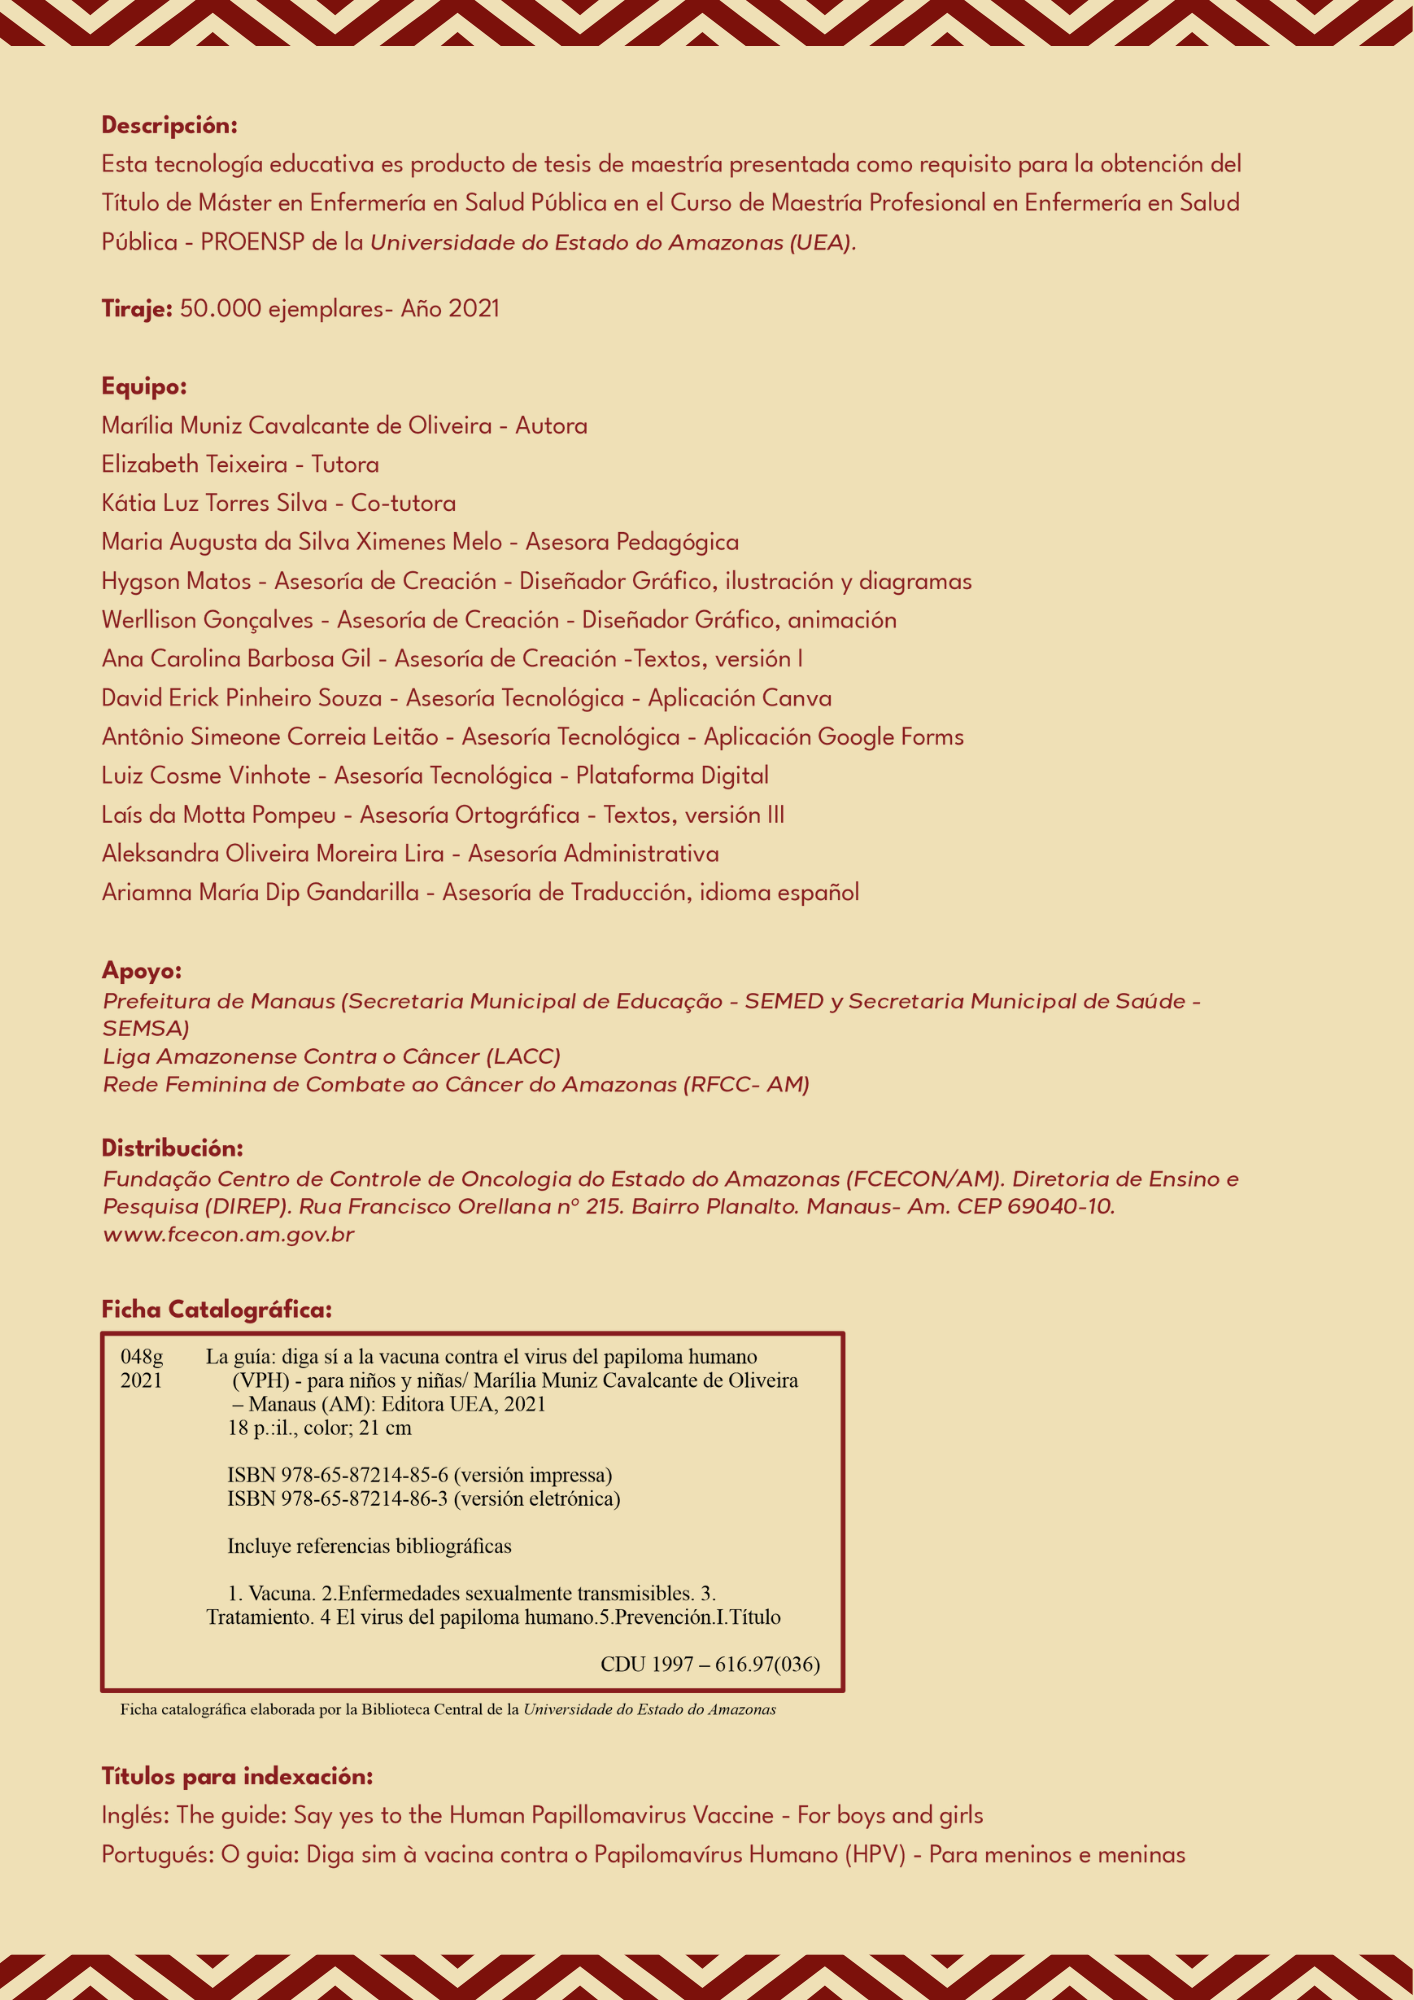 Descripción:
Esta tecnología educativa es producto de tesis de maestría presentada como requisito para la obtención del
Título de Máster en Enfermería en Salud Pública en el Curso de Maestría Profesional en Enfermería en Salud
Pública - PROENSP de la Universidade do Estado do Amazonas (UEA).
Tiraje: 50.000 ejemplares- Año 2021
Equipo:
Marília Muniz Cavalcante de Oliveira - Autora
Elizabeth Teixeira - Tutora
Kátia Luz Torres Silva - Co-tutora
Maria Augusta da Silva Ximenes Melo - Asesora Pedagógica
Hygson Matos - Asesoría de Creación - Diseñador Gráfico, ilustración y diagramas
Werllison Gonçalves - Asesoría de Creación - Diseñador Gráfico, animación
Ana Carolina Barbosa Gil - Asesoría de Creación -Textos, versión I
David Erick Pinheiro Souza - Asesoría Tecnológica - Aplicación Canva
Antônio Simeone Correia Leitão - Asesoría Tecnológica - Aplicación Google Forms
Luiz Cosme Vinhote - Asesoría Tecnológica - Plataforma Digital
Laís da Motta Pompeu - Asesoría Ortográfica - Textos, versión III
Aleksandra Oliveira Moreira Lira - Asesoría Administrativa
Ariamna María Dip Gandarilla - Asesoría de Traducción, idioma español
Apoyo:
Prefeitura de Manaus (Secretaria Municipal de Educação - SEMED y Secretaria Municipal de Saúde -
SEMSA)
Liga Amazonense Contra o Câncer (LACC)
Rede Feminina de Combate ao Câncer do Amazonas (RFCC- AM)
Distribución:
Fundação Centro de Controle de Oncologia do Estado do Amazonas (FCECON/AM). Diretoria de Ensino e
Pesquisa (DIREP). Rua Francisco Orellana nº 215. Bairro Planalto. Manaus- Am. CEP 69040-10.
www.fcecon.am.gov.br
Ficha Catalográfica:
048g La guía: diga sí a la vacuna contra el virus del papiloma humano
2021 (VPH) - para niños y niñas/ Marília Muniz Cavalcante de Oliveira
– Manaus (AM): Editora UEA, 2021
18 p.:il., color; 21 cm
ISBN 978-65-87214-85-6 (versión impressa)
ISBN 978-65-87214-86-3 (versión eletrónica)
Incluye referencias bibliográficas
1. Vacuna. 2.Enfermedades sexualmente transmisibles. 3.
Tratamiento. 4 El virus del papiloma humano.5.Prevención.I.Título
CDU 1997 – 616.97(036)
Ficha catalográfica elaborada por la Biblioteca Central de la Universidade do Estado do Amazonas
Títulos para indexación:
Inglés: The guide: Say yes to the Human Papillomavirus Vaccine - For boys and girls
Portugués: O guia: Diga sim à vacina contra o Papilomavírus Humano (HPV) - Para meninos e meninas